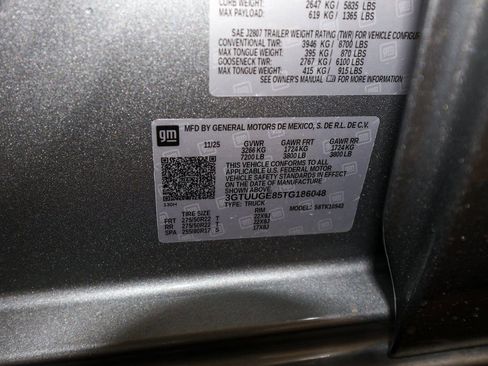 CURB WT: 2647 KG / 5835 LBS
MAX PAYLOAD: 619 KG / 1365 LBS
SAE J2807 TRAILER WEIGHT RATING (TWR) FOR VEHICLE CONFIGUR
CONVENTIONAL TWR: 3946 KG / 8700 LBS
MAX TONGUE WEIGHT: 395 KG / 870 LBS
GOOSENECK TWR: 2767 KG / 6100 LBS
MAX TONGUE WEIGHT: 415 KG / 915 LBS
SEE OWNER'S MANUAL FOR MORE INFORMATION
gm
MFD BY GENERAL MOTORS DE MEXICO, S. DE R.L. DE C.V.
11/25 GVWR GAWR FRT GAWR RR
3266 KG 1724 KG 1724 KG
7200 LB 3800 LB 3800 LB
THIS VEHICLE CONFORMS TO ALL
APPLICABLE U.S. FEDERAL MOTOR
VEHICLE SAFETY STANDARDS IN EFFECT ON THE DATE OF MANUFACTURE
SHOWN ABOVE.
3GTUUGE85TG186048
TYPE: TRUCK
TIRE SIZE RIM
FRT 275/50R22 T 22X9J
RR 275/50R22 T 22X9J
SPA 255/80R17 S 17X8J